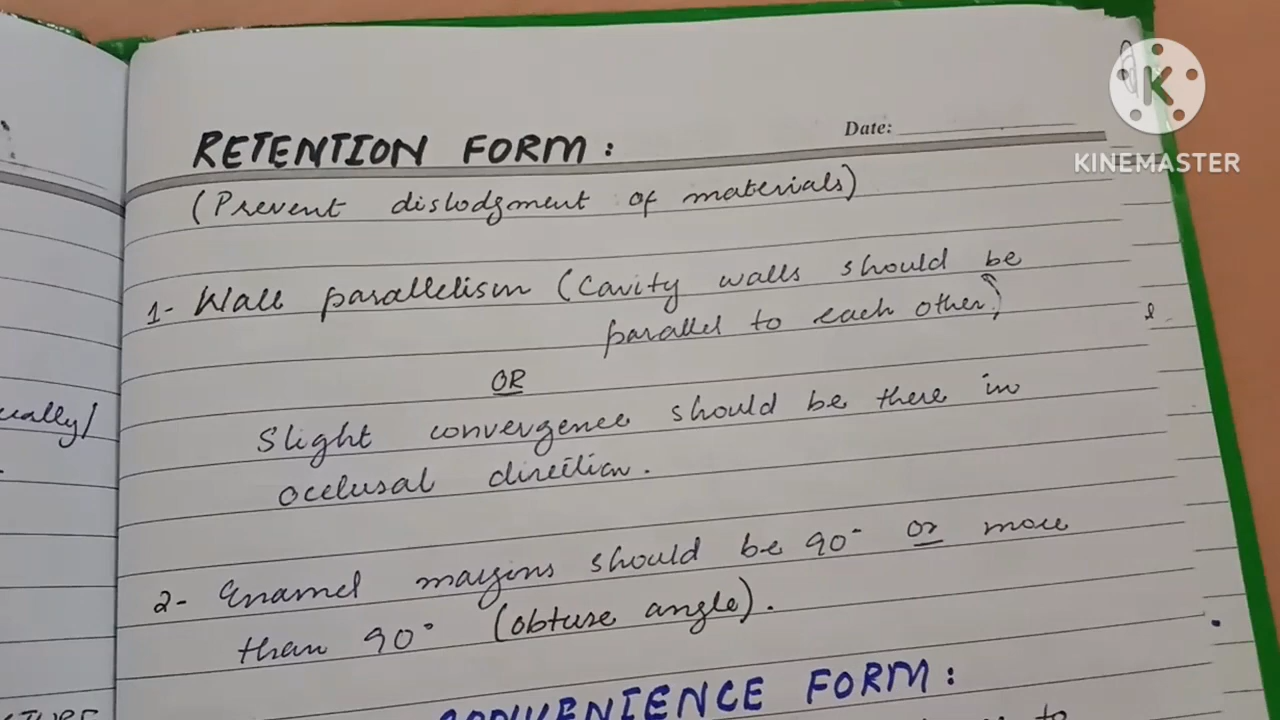 KINEMASTER
Date:
RETENTION FORM:
(Prevent dislodgment of materials)
1- Wall parallelism (Cavity walls should be
parallel to each other)
OR
Slight convergence should be there in
occlusal direction.
2- Enamel margins should be 90° or more
than 90° (obtuse angle).
CONVENIENCE FORM:
ually/
to